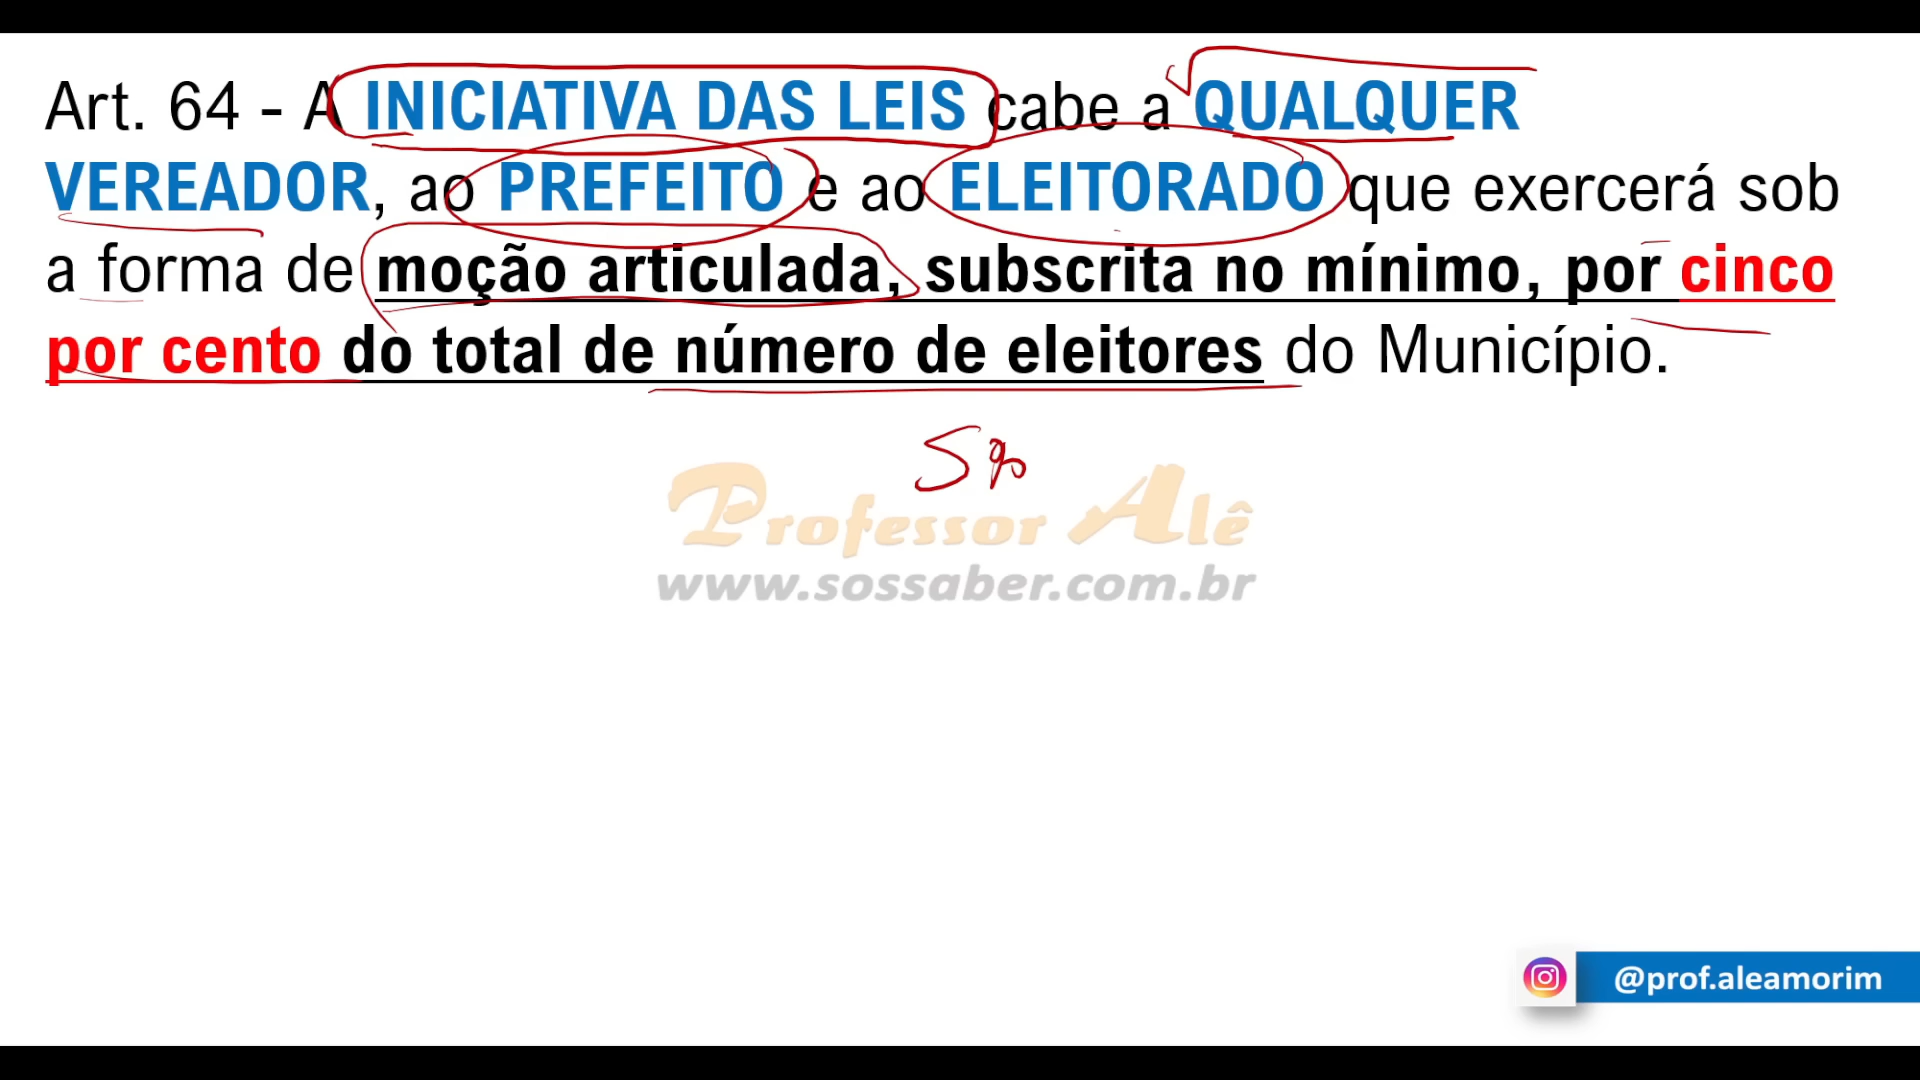 Art. 64 - A INICIATIVA DAS LEIS cabe a QUALQUER
VEREADOR, ao PREFEITO e ao ELEITORADO que exercerá sob
a forma de moção articulada, subscrita no mínimo, por cinco
por cento do total de número de eleitores do Município.
5%
Professor Alê
www.sossaber.com.br
@prof.aleamorim